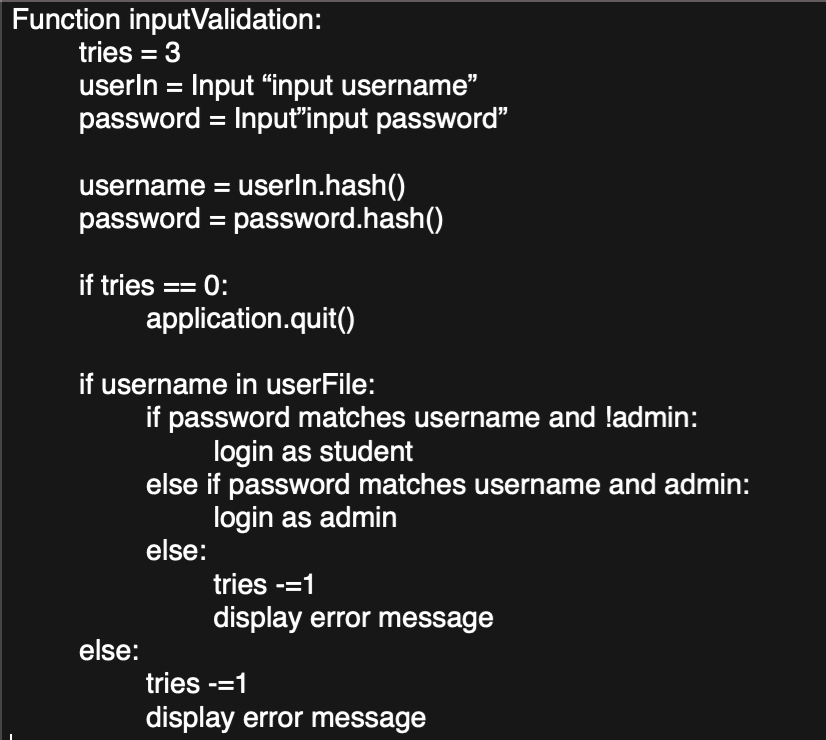 Function inputValidation:
tries = 3
userIn = Input “input username”
password = Input”input password”
username = userIn.hash()
password = password.hash()
if tries == 0:
application.quit()
if username in userFile:
if password matches username and !admin:
login as student
else if password matches username and admin:
login as admin
else:
tries -=1
display error message
else:
tries -=1
display error message